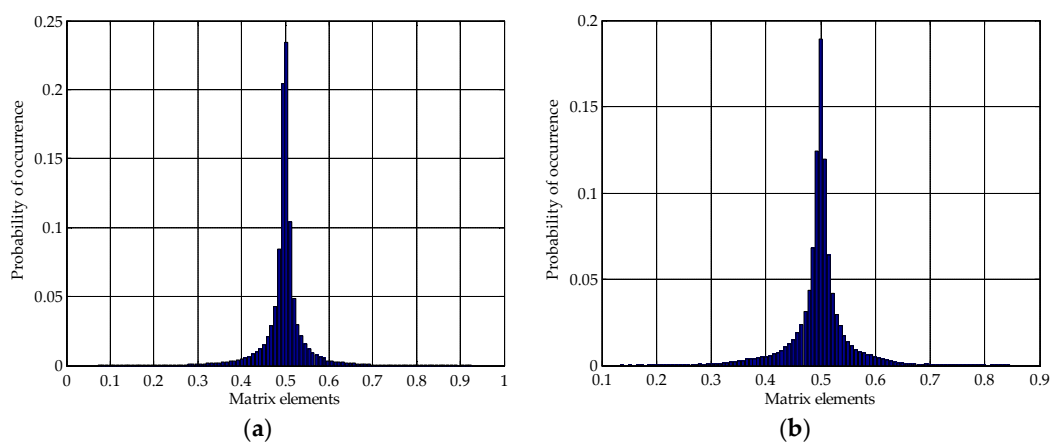 0.25
0.2
0.15
0.1
0.05
0
Probability of occurrence
0 0.1 0.2 0.3 0.4 0.5 0.6 0.7 0.8 0.9 1
Matrix elements
(a)
0.2
0.15
0.1
0.05
0
Probability of occurrence
0.1 0.2 0.3 0.4 0.5 0.6 0.7 0.8 0.9
Matrix elements
(b)